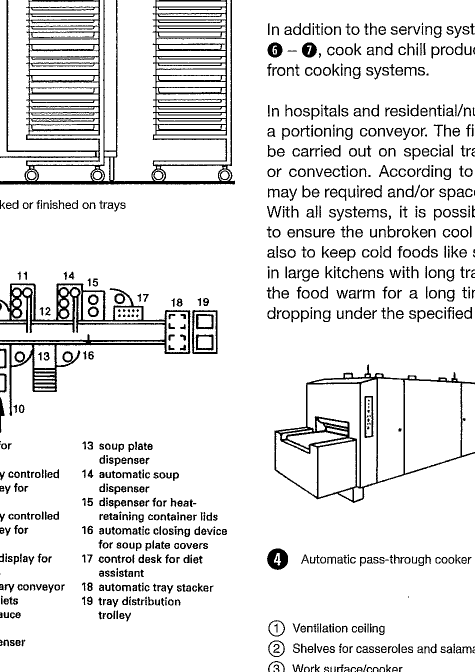 ked or finished on trays
11
14
15
12
17
18
19
13
16
10
for
y controlled
ey for
y controlled
ey for
display for
ary conveyor
iets
auce
enser
13 soup plate
dispenser
14 automatic soup
dispenser
15 dispenser for heat-
retaining container lids
16 automatic closing device
for soup plate covers
17 control desk for diet
assistant
18 automatic tray stacker
19 tray distribution
trolley
In addition to the serving syst
❻ – ❼, cook and chill produc
front cooking systems.
In hospitals and residential/nu
a portioning conveyor. The fi
be carried out on special tra
or convection. According to
may be required and/or space
With all systems, it is possib
to ensure the unbroken cool
also to keep cold foods like s
in large kitchens with long tra
the food warm for a long tin
dropping under the specified
❹ Automatic pass-through cooker
① Ventilation ceiling
② Shelves for casseroles and salama
③ Work surface/cooker